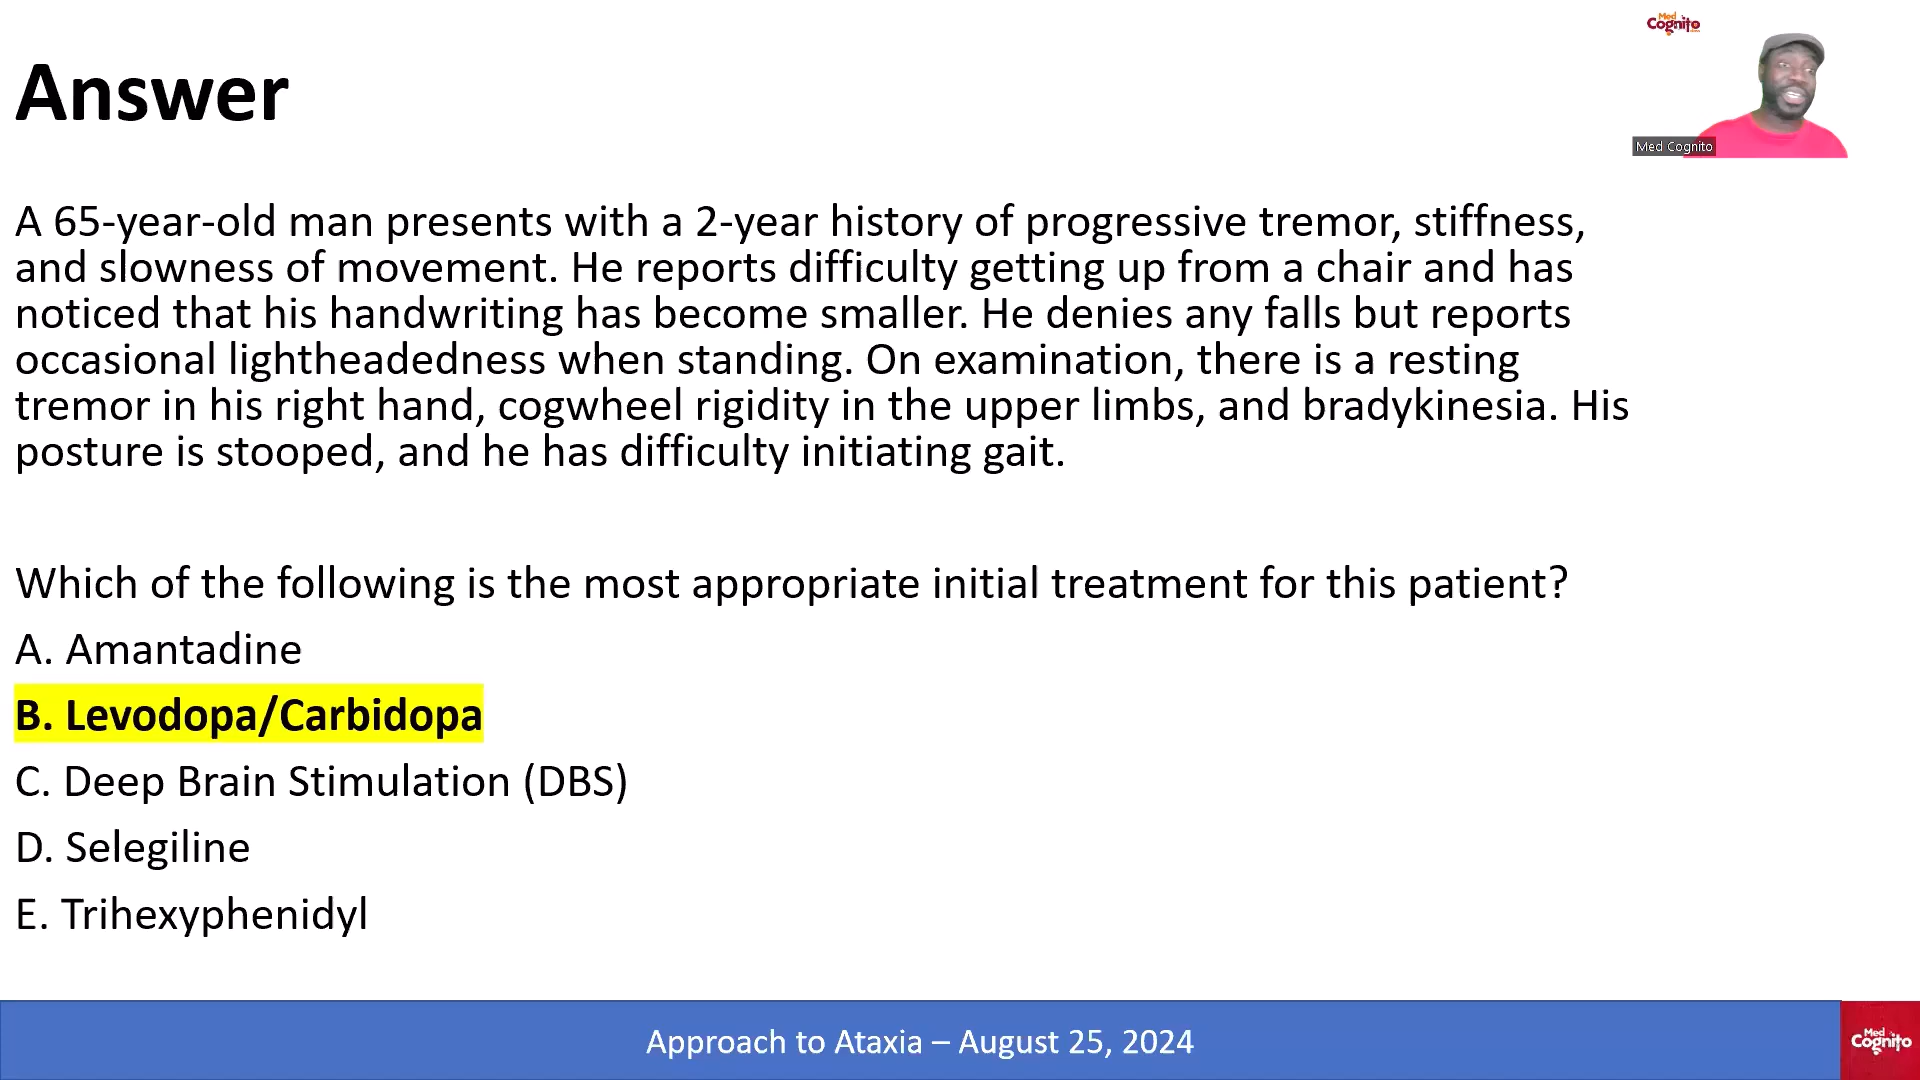 Med
Cognito
Answer
Med Cognito
A 65-year-old man presents with a 2-year history of progressive tremor, stiffness,
and slowness of movement. He reports difficulty getting up from a chair and has
noticed that his handwriting has become smaller. He denies any falls but reports
occasional lightheadedness when standing. On examination, there is a resting
tremor in his right hand, cogwheel rigidity in the upper limbs, and bradykinesia. His
posture is stooped, and he has difficulty initiating gait.
Which of the following is the most appropriate initial treatment for this patient?
A. Amantadine
B. Levodopa/Carbidopa
C. Deep Brain Stimulation (DBS)
D. Selegiline
E. Trihexyphenidyl
Approach to Ataxia – August 25, 2024
Med
Cognito